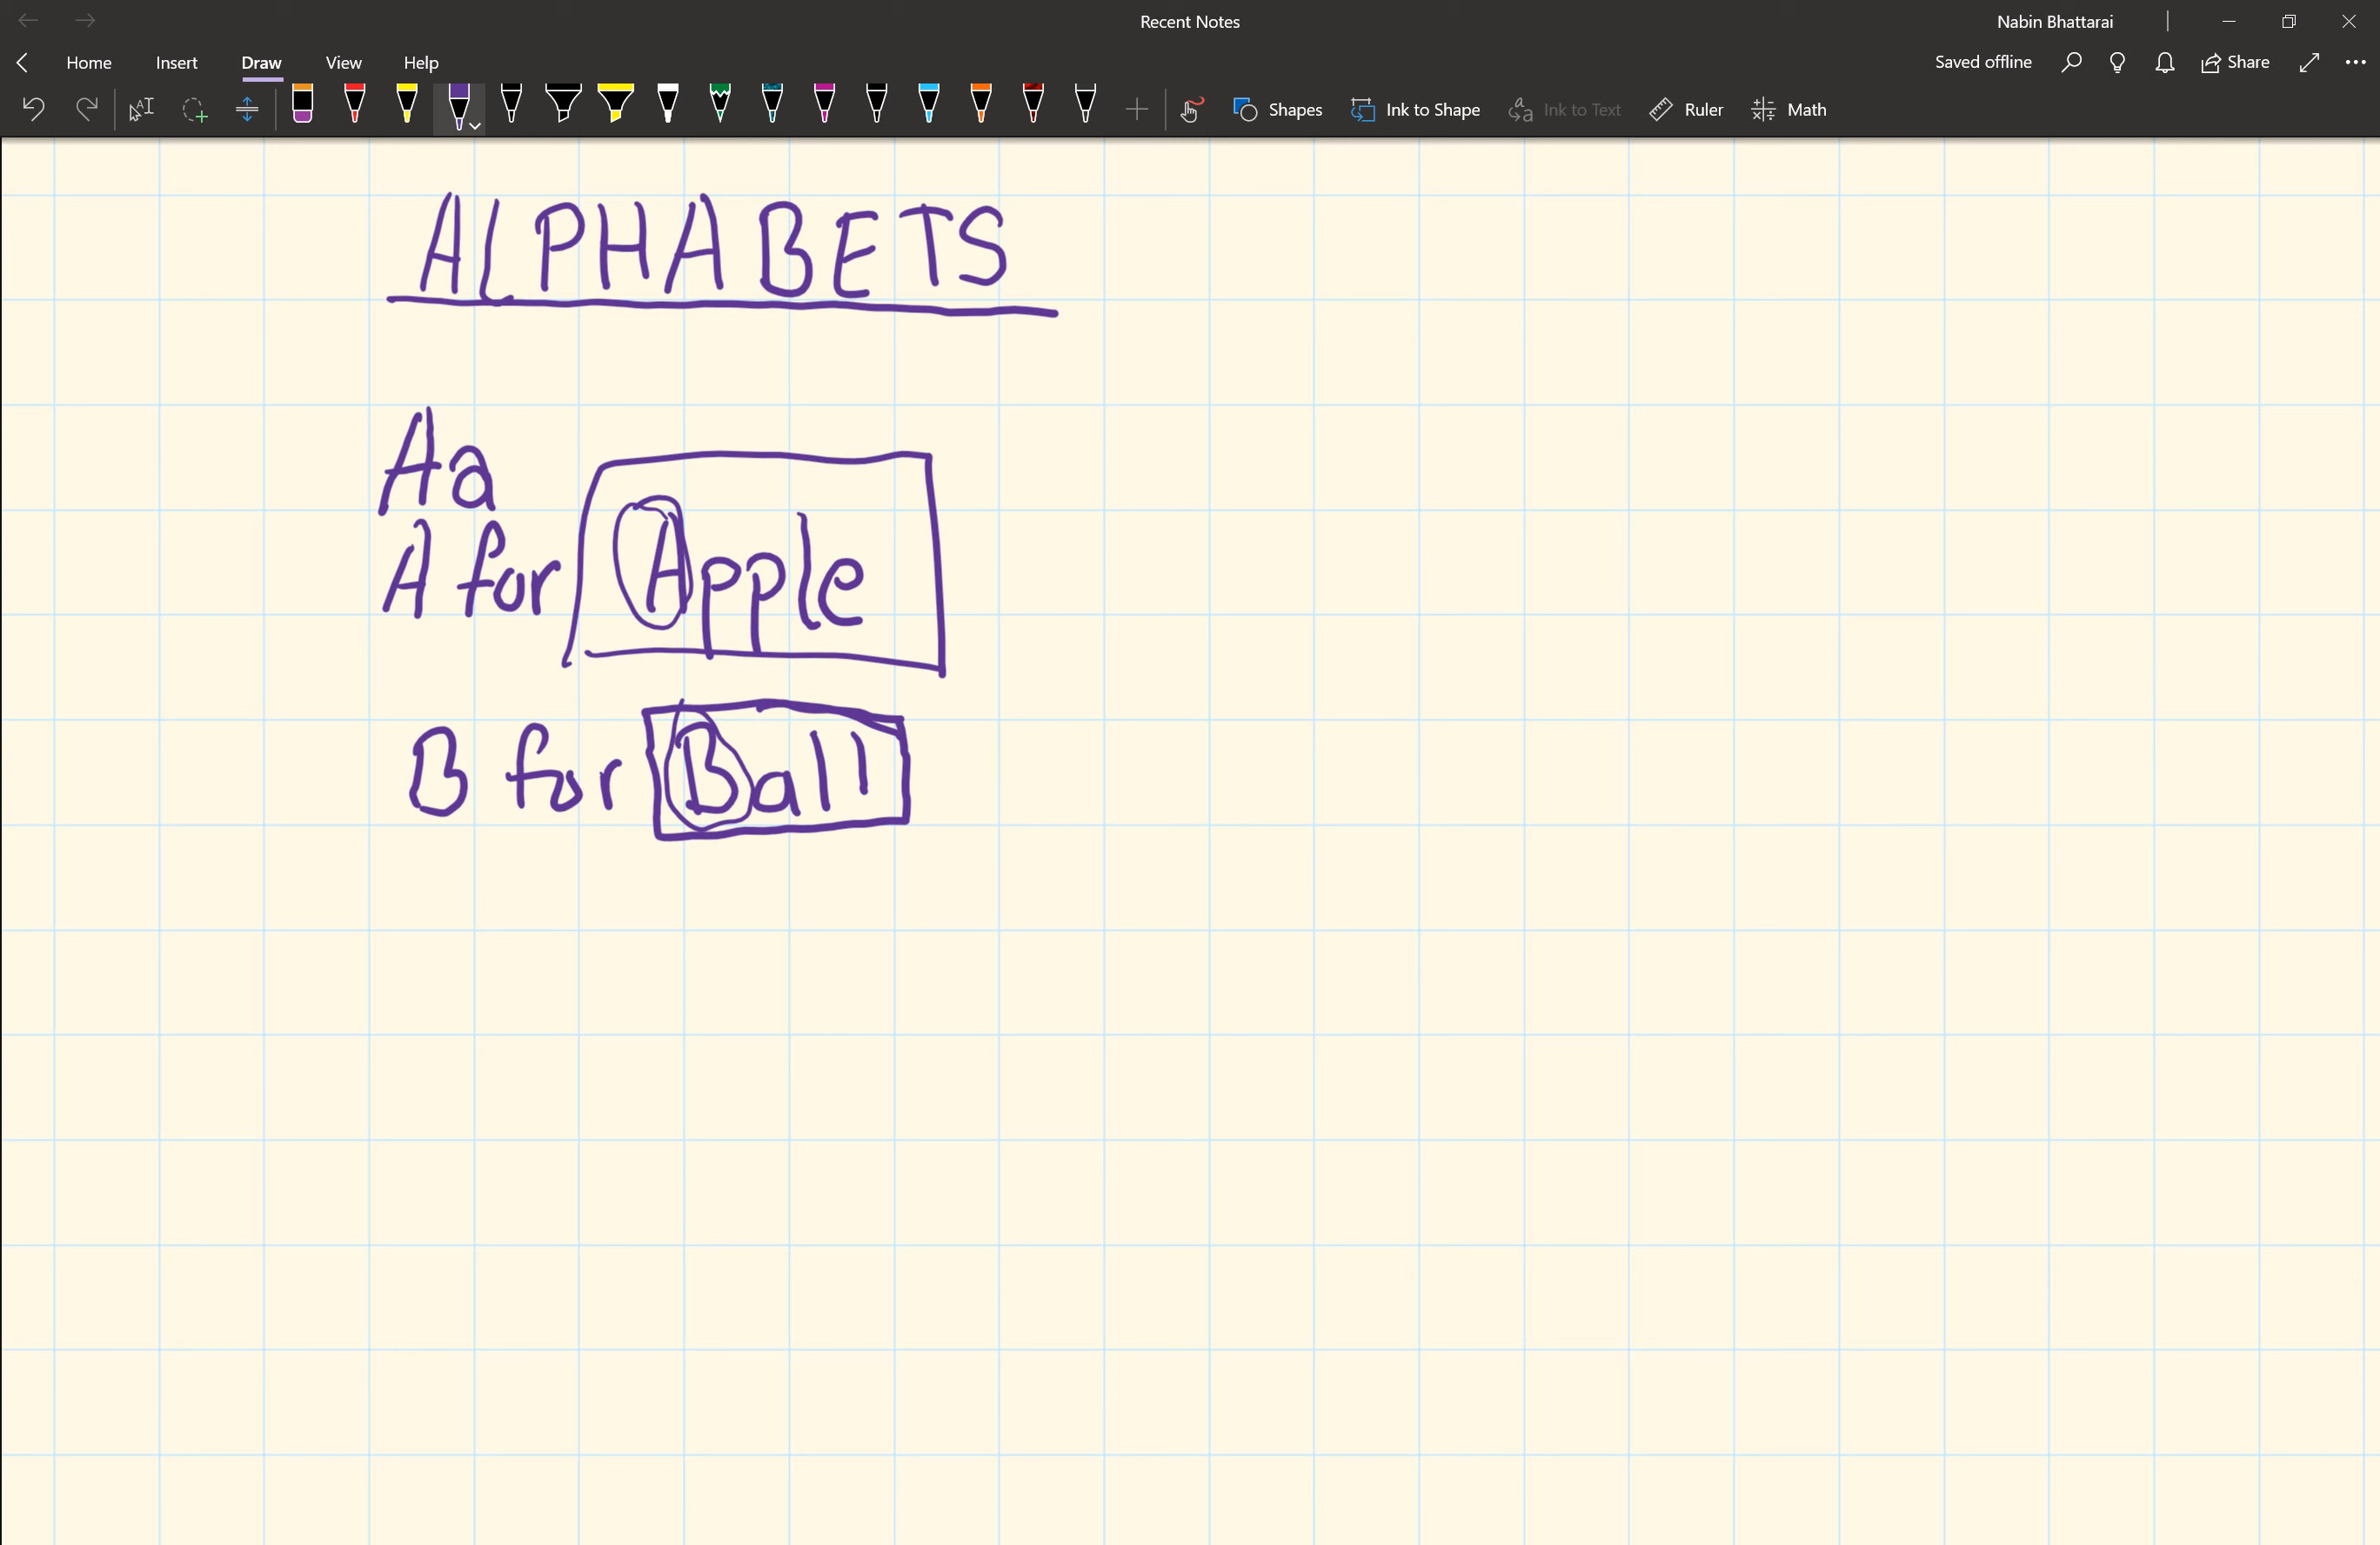 Recent Notes
Nabin Bhattarai
Home Insert Draw View Help
Saved offline
Share
Shapes
Ink to Shape
Ink to Text
Ruler
Math
ALPHABETS
Aa
A for Apple
B for Ball